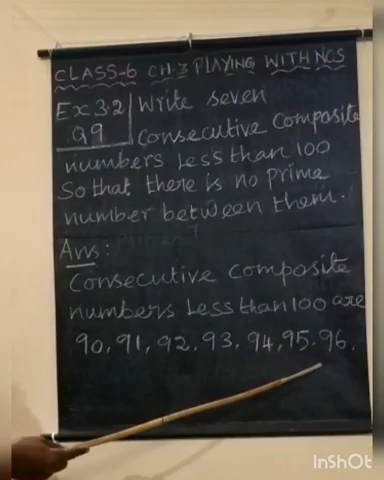 CLASS-6 CH-3 PLAYING WITH NOS
Ex 3.2 Write seven
Q9 Consecutive Composite
numbers less than 100
So that there is no prime
number between them.
Ans:
Consecutive composite
numbers less than 100 are
90, 91, 92, 93, 94, 95, 96.
InShOt